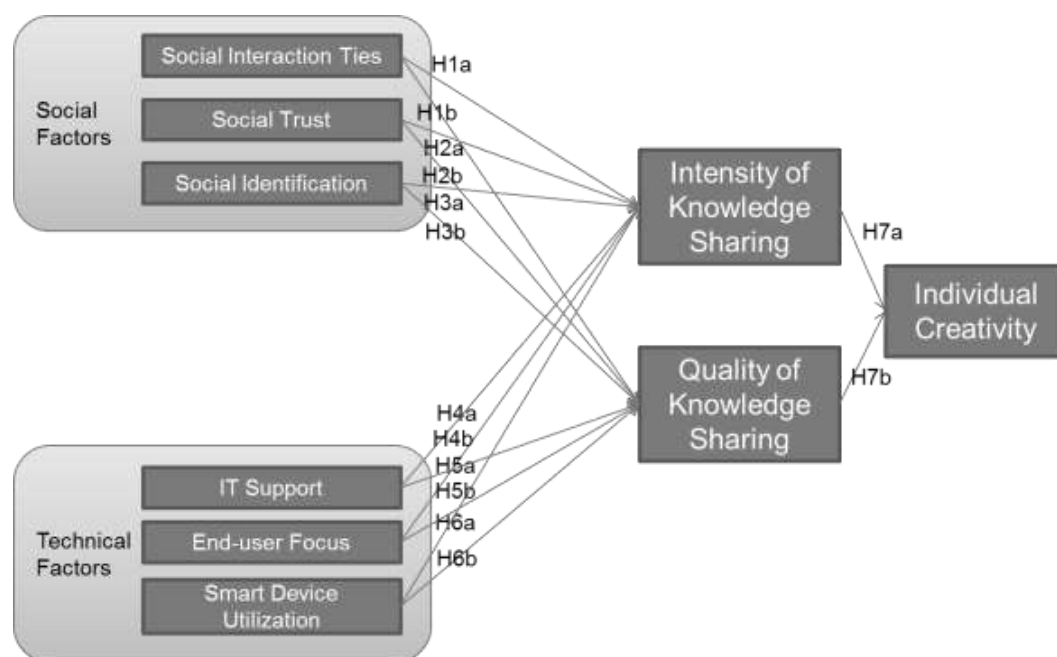 Social Interaction Ties
Social Trust
Social Identification
Social
Factors
H1a
H1b
H2a
H2b
H3a
H3b
Intensity of
Knowledge
Sharing
H7a
Individual
Creativity
Quality of
Knowledge
Sharing
H7b
H4a
H4b
H5a
H5b
H6a
H6b
IT Support
End-user Focus
Smart Device
Utilization
Technical
Factors